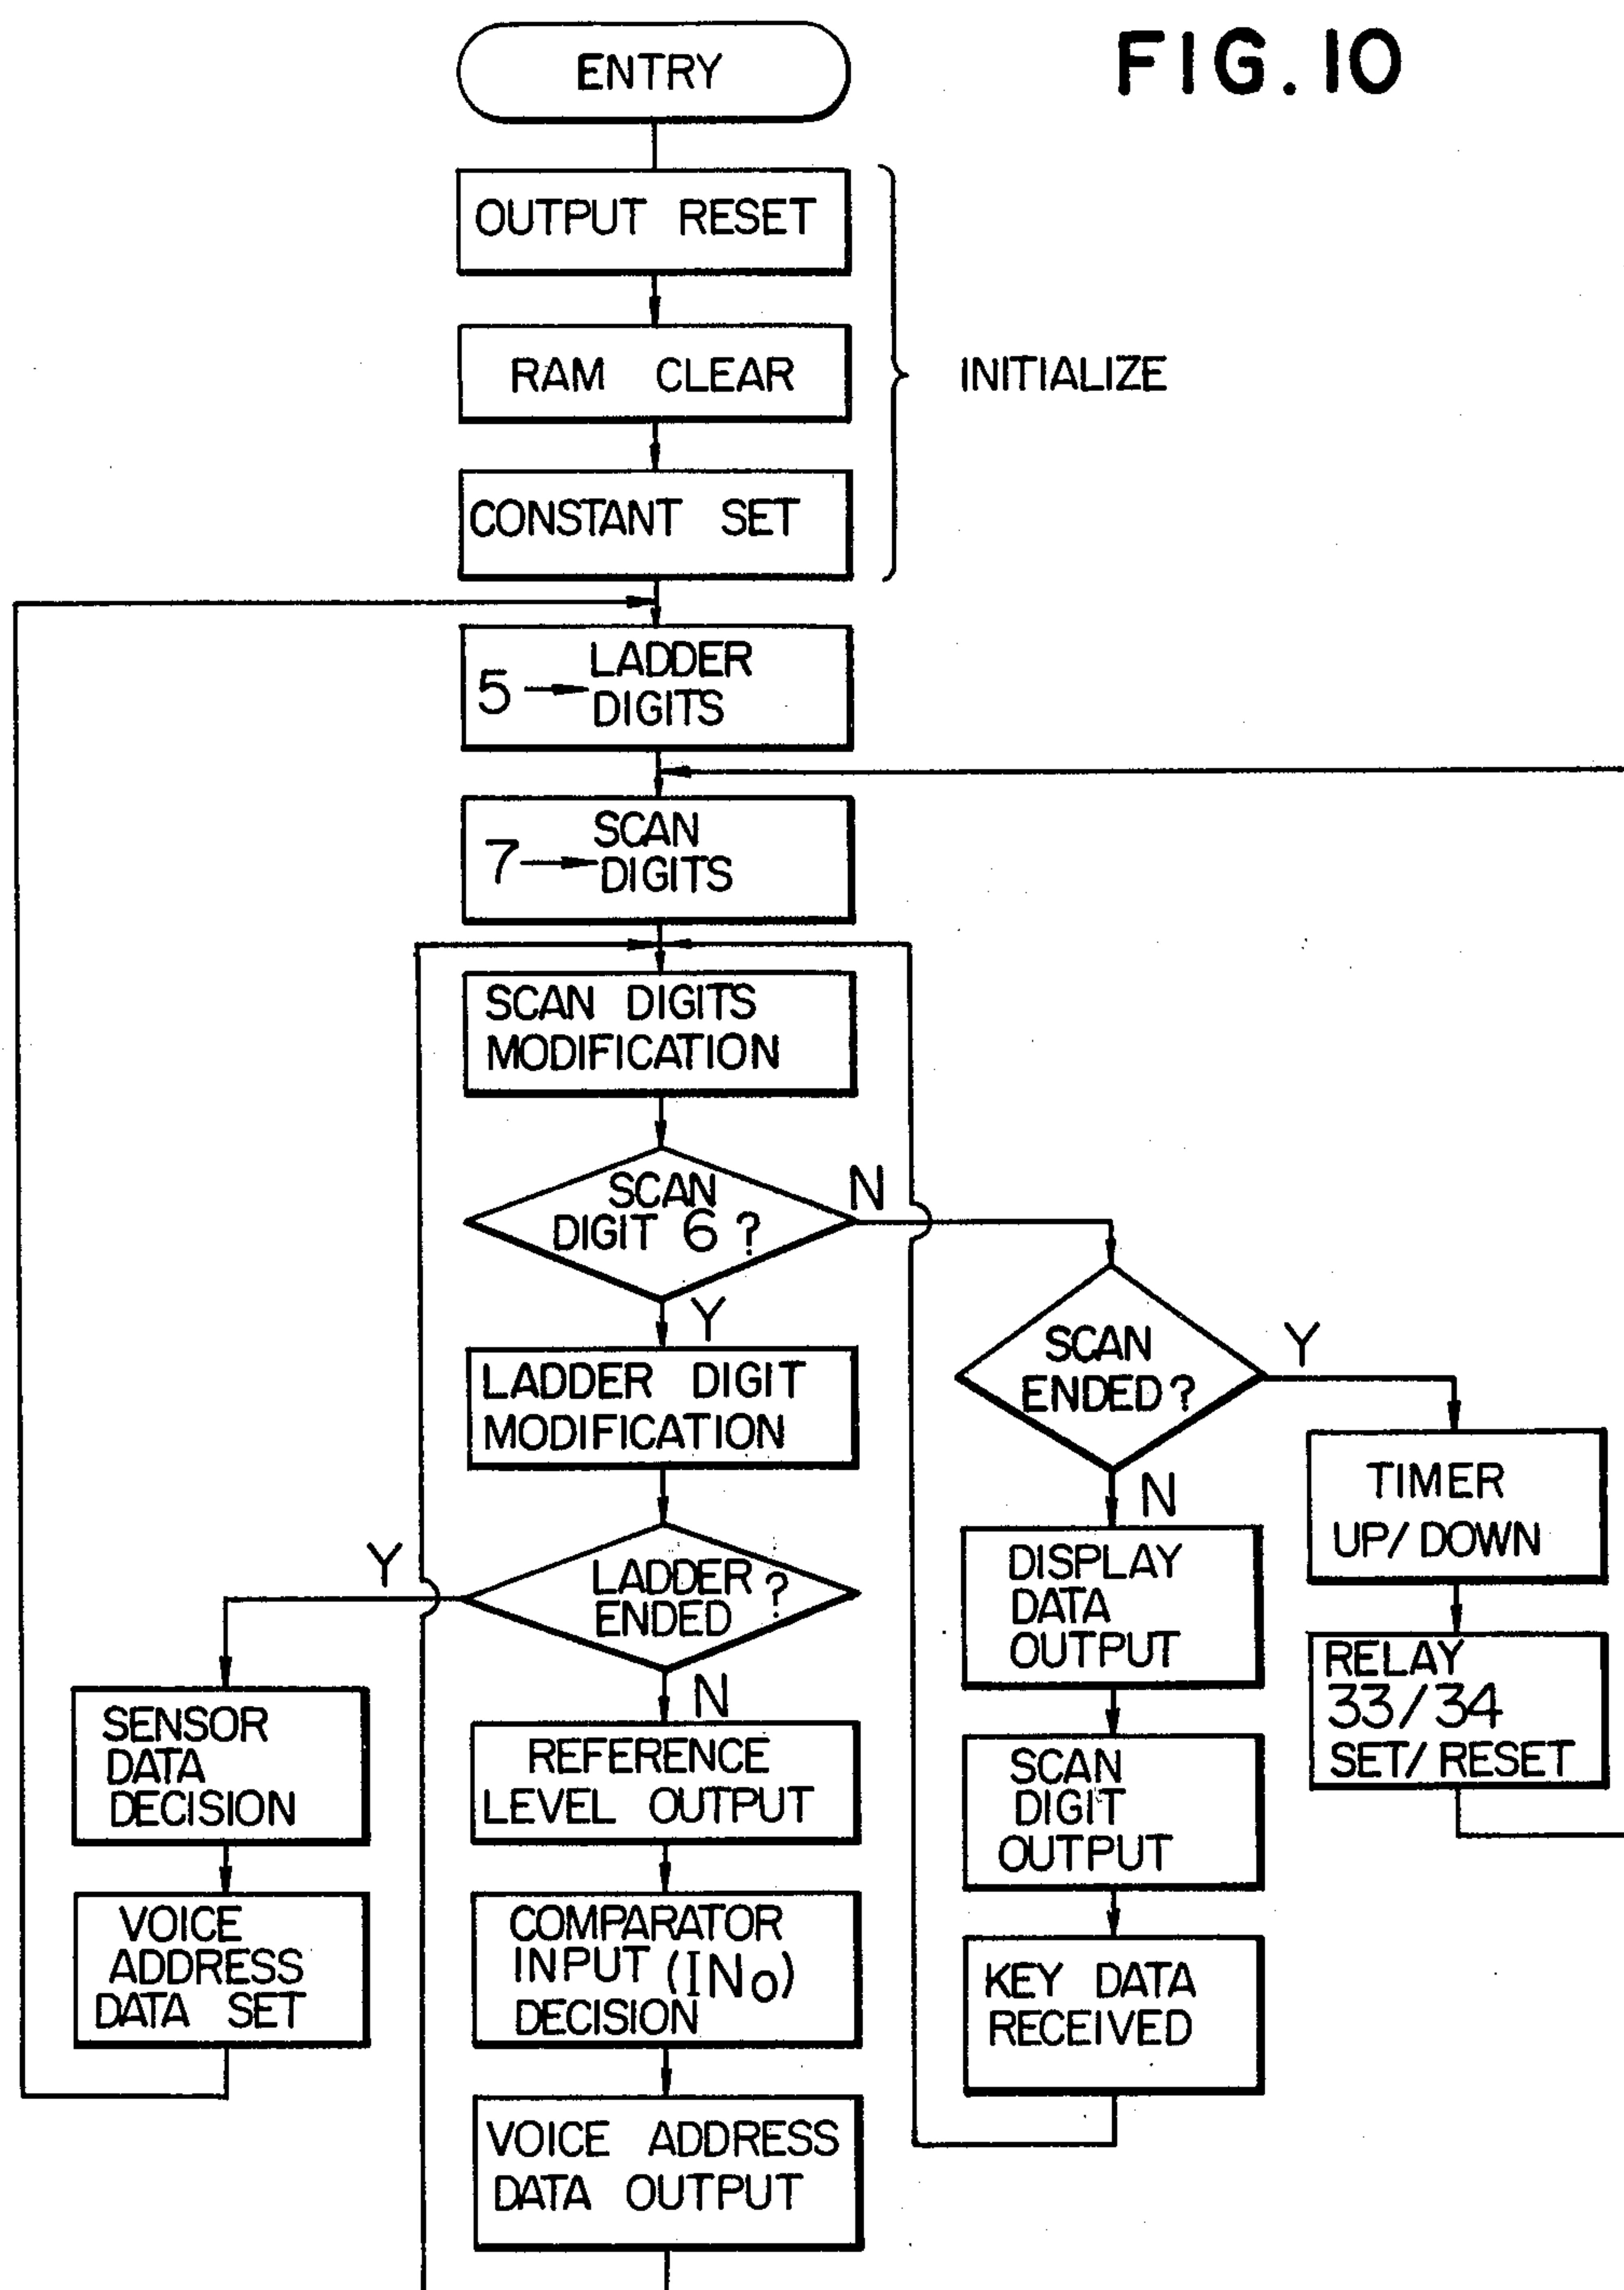 FIG. 10
ENTRY
OUTPUT RESET
RAM CLEAR
CONSTANT SET
INITIALIZE
5 → LADDER
DIGITS
7 → SCAN
DIGITS
SCAN DIGITS
MODIFICATION
SCAN
DIGIT 6 ?
N
Y
LADDER DIGIT
MODIFICATION
LADDER ?
ENDED
Y
N
SENSOR
DATA
DECISION
VOICE
ADDRESS
DATA SET
REFERENCE
LEVEL OUTPUT
COMPARATOR
INPUT (IN0)
DECISION
VOICE ADDRESS
DATA OUTPUT
SCAN
ENDED ?
Y
N
DISPLAY
DATA
OUTPUT
SCAN
DIGIT
OUTPUT
KEY DATA
RECEIVED
TIMER
UP/DOWN
RELAY
33/34
SET/RESET